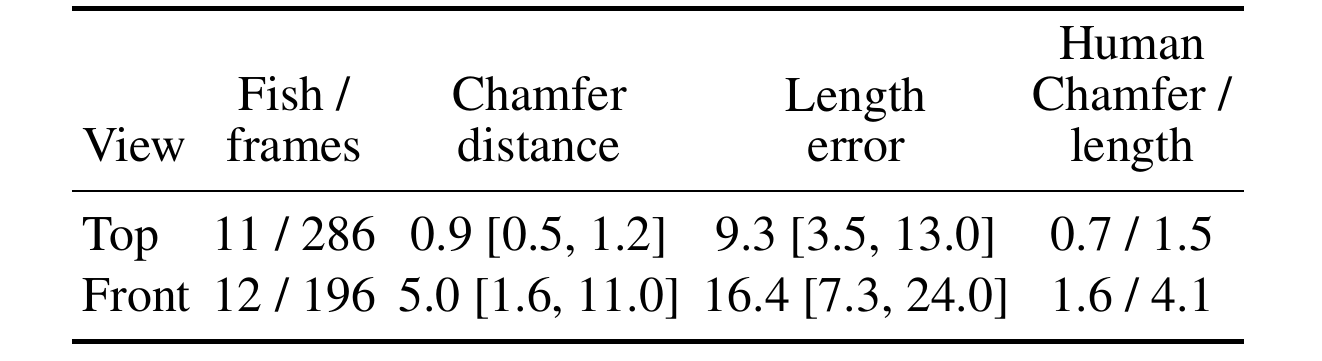 Human
Fish / Chamfer Length Chamfer /
View frames distance error length
Top 11 / 286 0.9 [0.5, 1.2] 9.3 [3.5, 13.0] 0.7 / 1.5
Front 12 / 196 5.0 [1.6, 11.0] 16.4 [7.3, 24.0] 1.6 / 4.1